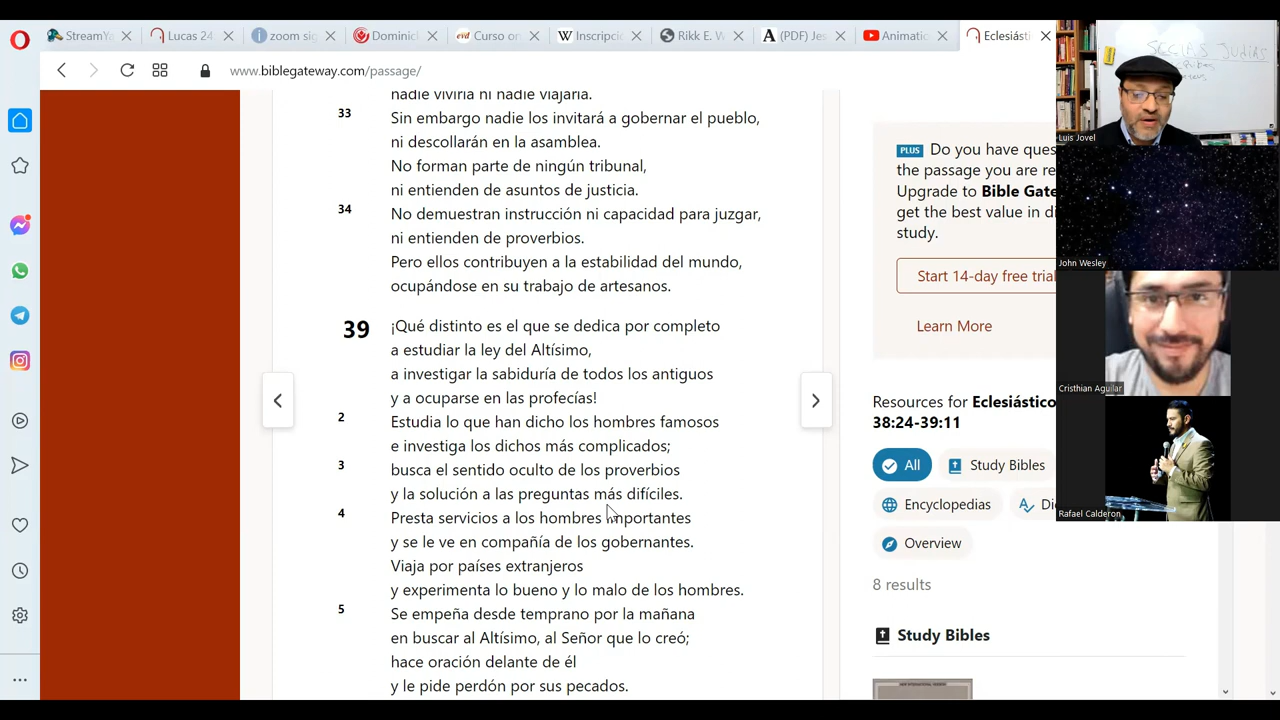 StreamYa
Lucas 24
zoom sig
Dominici
Curso on
Inscripció
Rikk E. W
(PDF) Jes
Animatio
Eclesiást
www.biblegateway.com/passage/
nadie viviría ni nadie viajaría.
33 Sin embargo nadie los invitará a gobernar el pueblo,
ni descollarán en la asamblea.
No forman parte de ningún tribunal,
ni entienden de asuntos de justicia.
34 No demuestran instrucción ni capacidad para juzgar,
ni entienden de proverbios.
Pero ellos contribuyen a la estabilidad del mundo,
ocupándose en su trabajo de artesanos.
39 ¡Qué distinto es el que se dedica por completo
a estudiar la ley del Altísimo,
a investigar la sabiduría de todos los antiguos
y a ocuparse en las profecías!
2 Estudia lo que han dicho los hombres famosos
e investiga los dichos más complicados;
3 busca el sentido oculto de los proverbios
y la solución a las preguntas más difíciles.
4 Presta servicios a los hombres importantes
y se le ve en compañía de los gobernantes.
Viaja por países extranjeros
y experimenta lo bueno y lo malo de los hombres.
5 Se empeña desde temprano por la mañana
en buscar al Altísimo, al Señor que lo creó;
hace oración delante de él
y le pide perdón por sus pecados.
PLUS Do you have ques
the passage you are re
Upgrade to Bible Gate
get the best value in di
study.
Start 14-day free trial
Learn More
Resources for Eclesiástico
38:24-39:11
All
Study Bibles
Encyclopedias
Di
Overview
8 results
Study Bibles
SECTAS JUDIAS
Luis Jovel
John Wesley
Cristhian Aguilar
Rafael Calderon